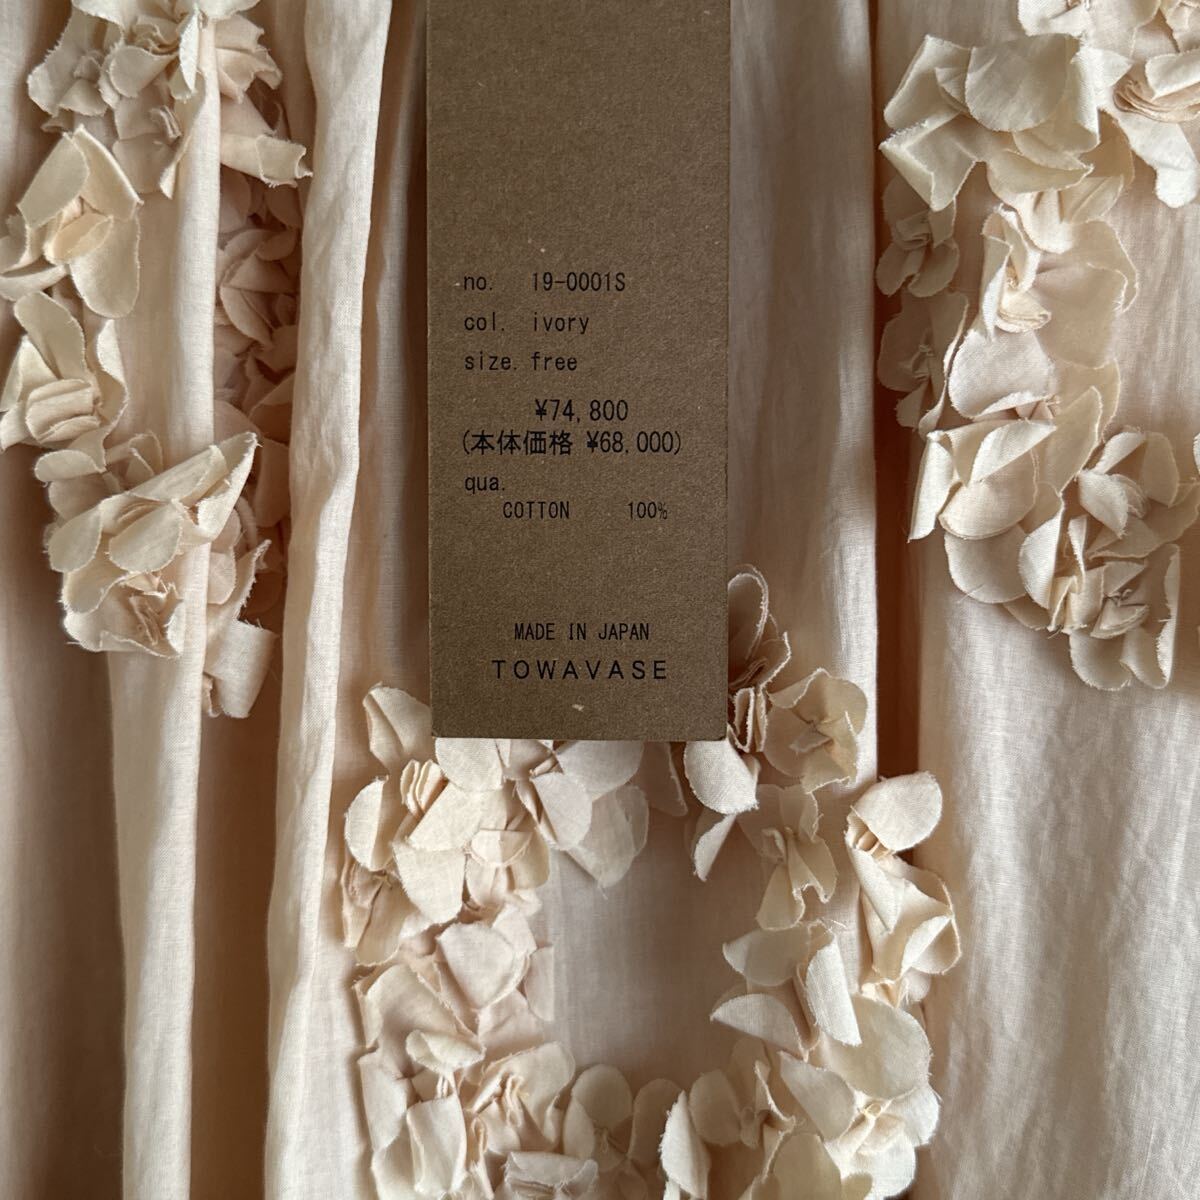 no. 19-0001S
col. ivory
size. free
¥74,800
(本体価格 ¥68,000)
qua.
COTTON 100%
MADE IN JAPAN
TOWAVASE